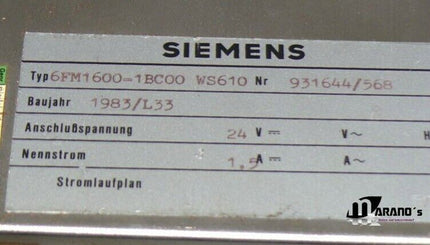 SIEMENS
Typ 6FM1600-1BC00 WS610 Nr 931644/568
Baujahr 1983/L33
Anschlußspannung 24 V ⎓ V~ H
Nennstrom 1,5 A ⎓ A~
Stromlaufplan
MARANO´s